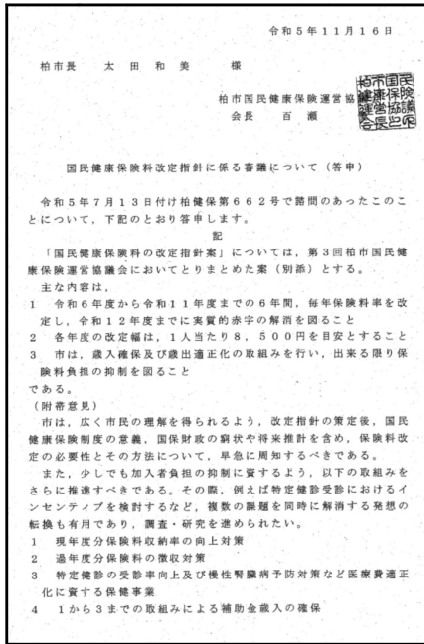 令和5年11月16日
柏市長　太田和美　様
柏市国民健康保険運営協
会長　百瀬
国民健康保険料改定指針に係る審議について（答申）
令和5年7月13日付け柏健保第662号で諮問のあったこのこ
とについて，下記のとおり答申します。
記
「国民健康保険料の改定指針案」については，第3回柏市国民健
康保険運営協議会においてとりまとめた案（別添）とする。
主な内容は，
1　令和6年度から令和11年度までの6年間，毎年保険料率を改
定し，令和12年度までに実質的赤字の解消を図ること
2　各年度の改定幅は，1人当たり8，500円を目安とすること
3　市は，歳入確保及び歳出適正化の取組みを行い，出来る限り保
険料負担の抑制を図ること
である。
（附帯意見）
市は，広く市民の理解を得られるよう，改定指針の策定後，国民
健康保険制度の意義，国保財政の窮状や将来推計を含め，保険料改
定の必要性とその方法について，早急に周知するべきである。
また，少しでも加入者負担の抑制に資するよう，以下の取組みを
さらに推進すべきである。その際，例えば特定健診受診におけるイ
ンセンティブを検討するなど，複数の課題を同時に解消する発想の
転換も有用であり，調査・研究を進められたい。
1　現年度分保険料収納率の向上対策
2　過年度分保険料の徴収対策
3　特定健診の受診率向上及び慢性腎臓病予防対策など医療費適正
化に資する保健事業
4　1から3までの取組みによる補助金歳入の確保